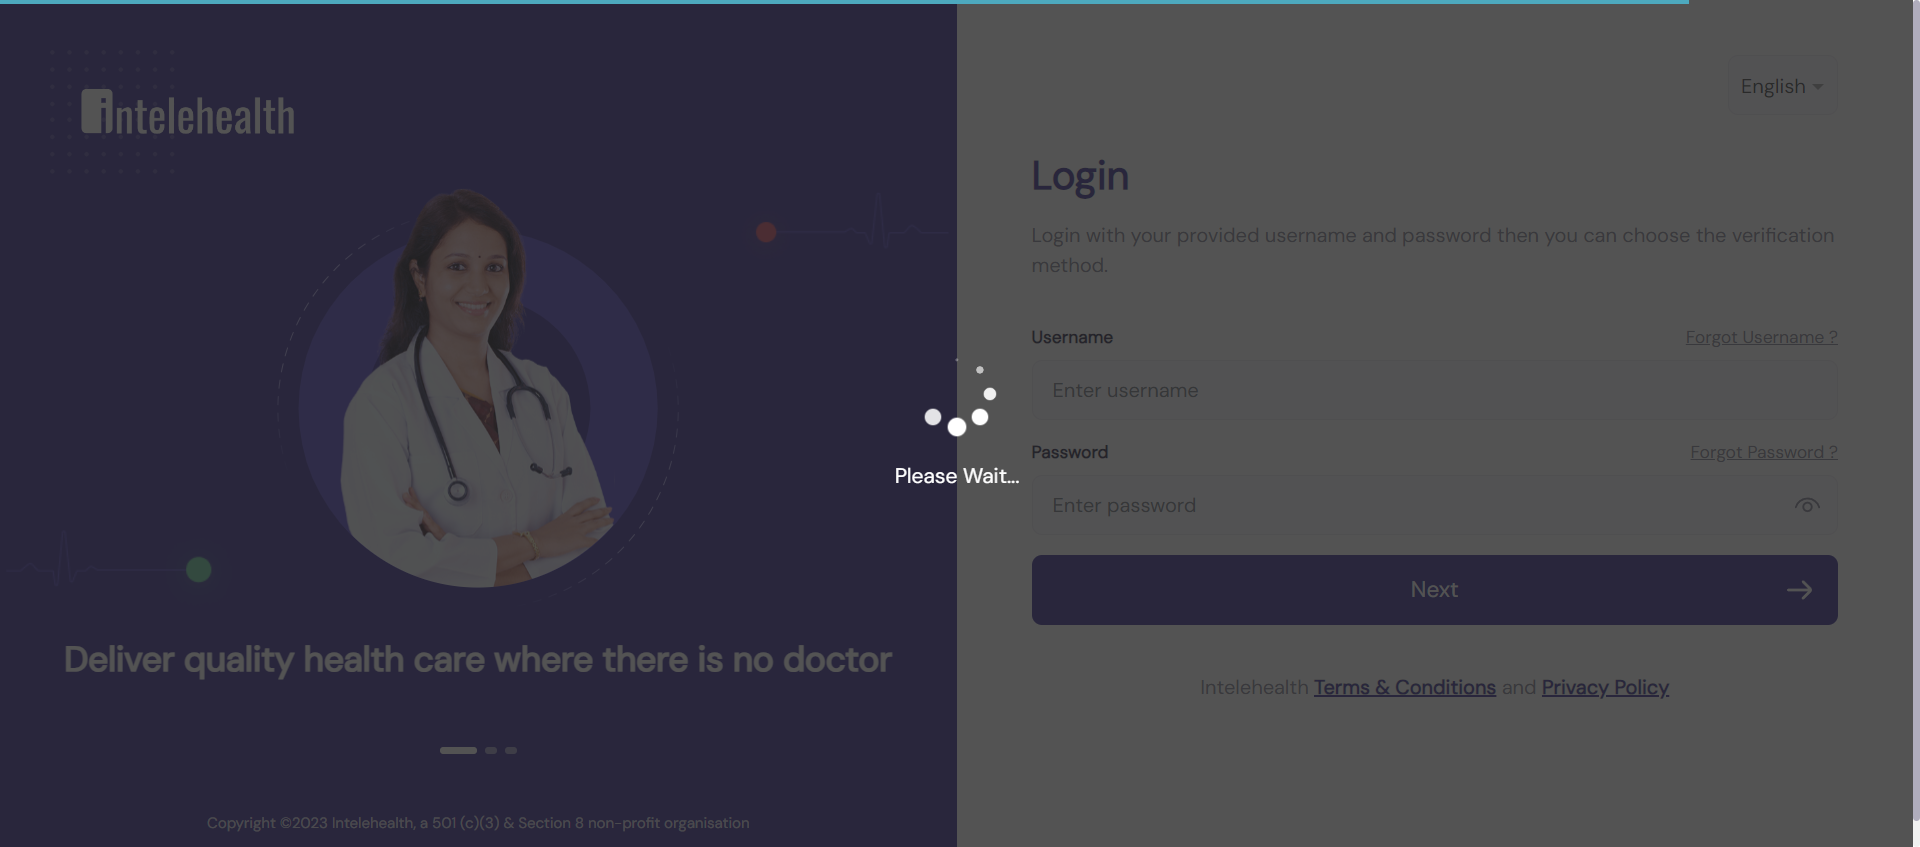 intelehealth
English
Login
Login with your provided username and password then you can choose the verification
method.
Username
Forgot Username ?
Enter username
Please Wait...
Password
Forgot Password ?
Enter password
Next
Deliver quality health care where there is no doctor
Intelehealth Terms & Conditions and Privacy Policy
Copyright ©2023 Intelehealth, a 501 (c)(3) & Section 8 non-profit organisation